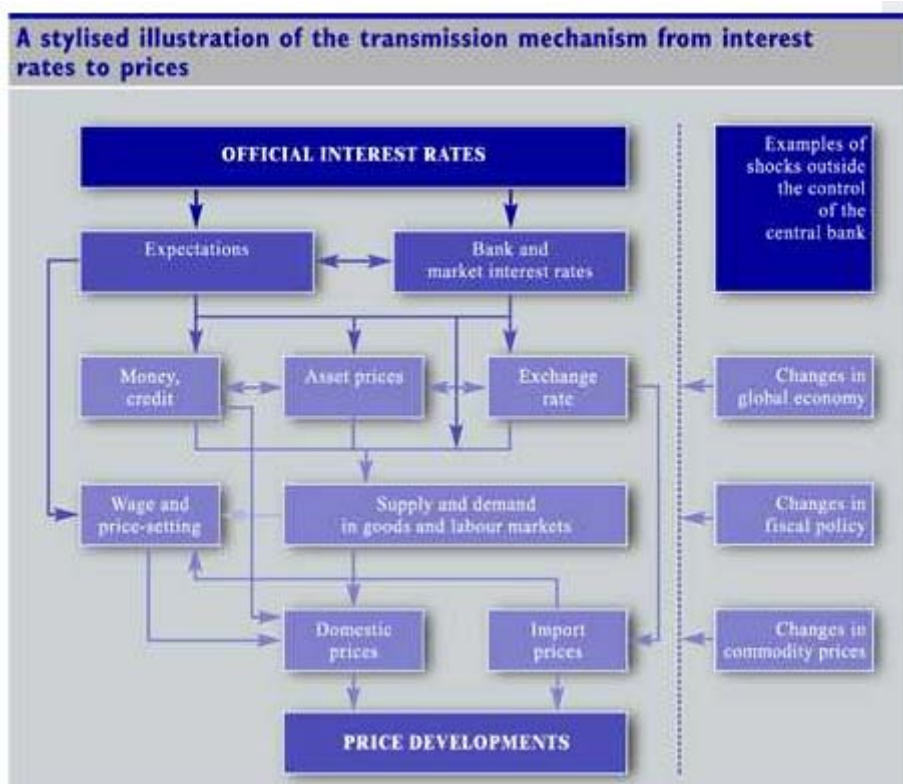 A stylised illustration of the transmission mechanism from interest
rates to prices
OFFICIAL INTEREST RATES
Examples of
shocks outside
the control
of the
central bank
Expectations
Bank and
market interest rates
Money,
credit
Asset prices
Exchange
rate
Changes in
global economy
Wage and
price-setting
Supply and demand
in goods and labour markets
Changes in
fiscal policy
Domestic
prices
Import
prices
Changes in
commodity prices
PRICE DEVELOPMENTS